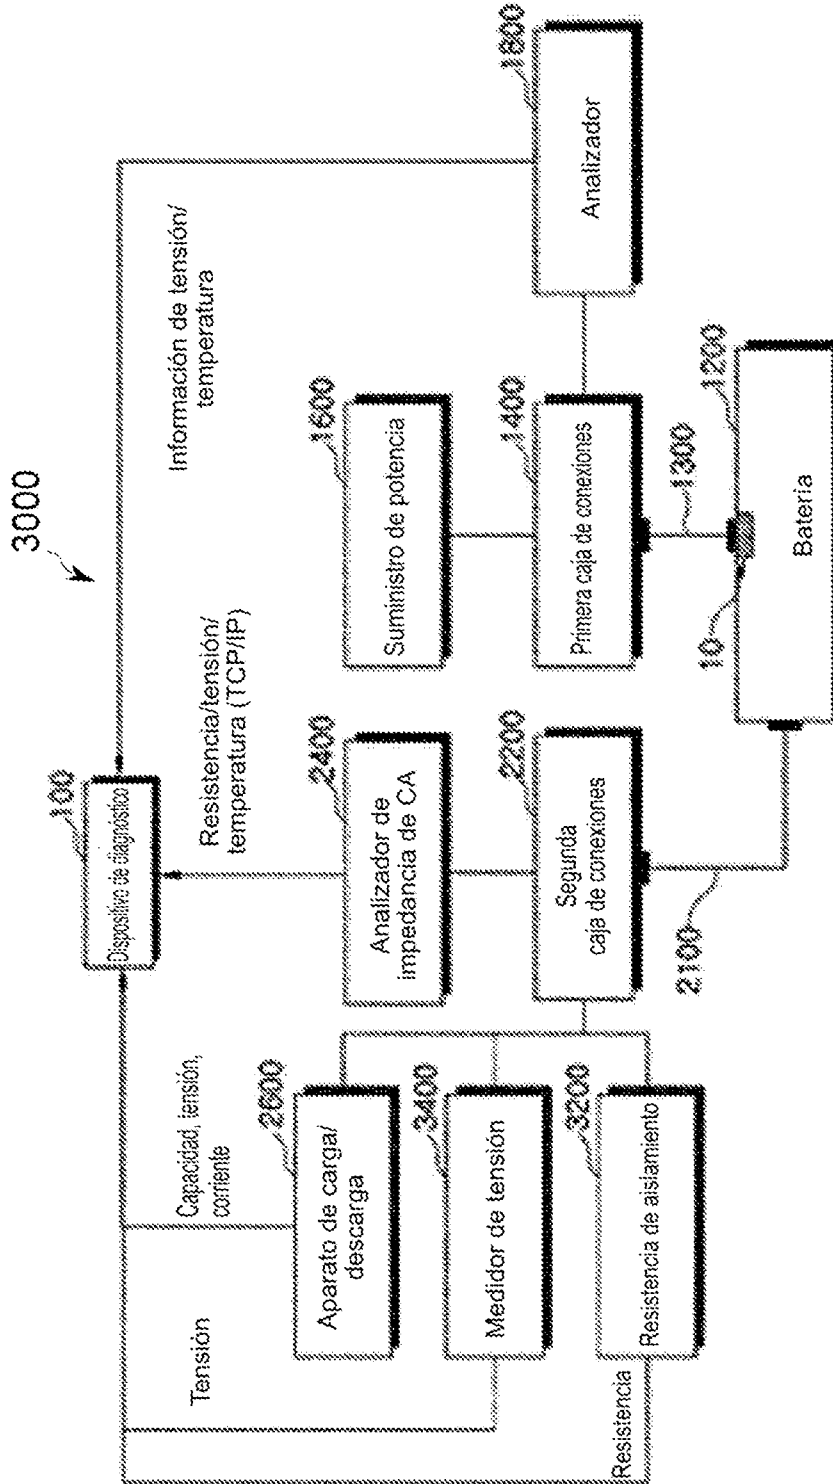 3000
100
Dispositivo de diagnóstico
Capacidad, tensión,
corriente
Tensión
Resistencia
Resistencia/tensión/
temperatura (TCP/IP)
Información de tensión/
temperatura
2600
Aparato de carga/
descarga
3400
Medidor de tensión
3200
Resistencia de aislamiento
2400
Analizador de
impedancia de CA
2200
Segunda
caja de conexiones
2100
1600
Suministro de potencia
1400
Primera caja de conexiones
1300
1800
Analizador
10
1200
Batería